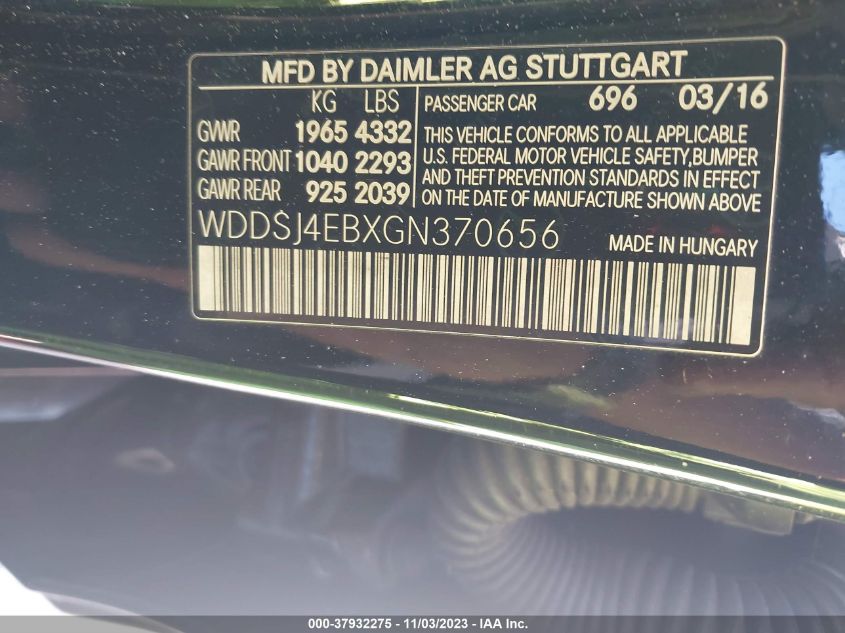 MFD BY DAIMLER AG STUTTGART
KG LBS
GVWR 1965 4332
GAWR FRONT 1040 2293
GAWR REAR 925 2039
PASSENGER CAR 696 03/16
THIS VEHICLE CONFORMS TO ALL APPLICABLE
U.S. FEDERAL MOTOR VEHICLE SAFETY,BUMPER
AND THEFT PREVENTION STANDARDS IN EFFECT
ON THE DATE OF MANUFACTURE SHOWN ABOVE
WDDSJ4EBXGN370656
MADE IN HUNGARY
000-37932275 - 11/03/2023 - IAA Inc.